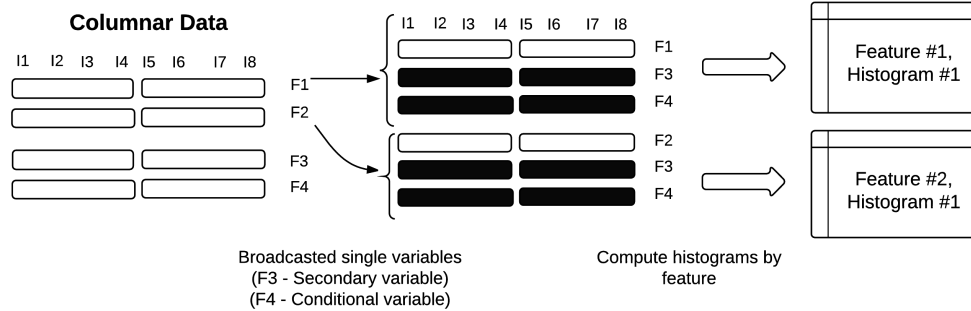 Columnar Data
I1 I2 I3 I4 I5 I6 I7 I8
F1
F2
F3
F4
I1 I2 I3 I4 I5 I6 I7 I8
F1
F3
F4
F2
F3
F4
Feature #1,
Histogram #1
Feature #2,
Histogram #1
Broadcasted single variables
(F3 - Secondary variable)
(F4 - Conditional variable)
Compute histograms by
feature